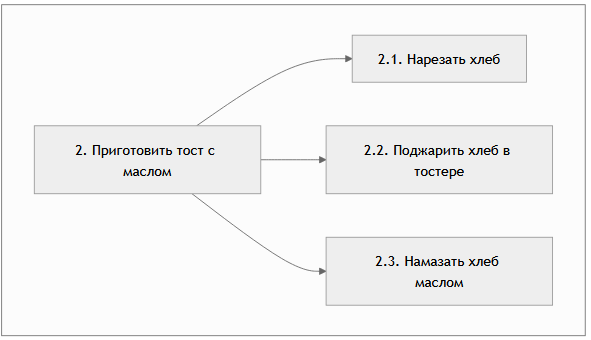 2.1. Нарезать хлеб
2. Приготовить тост с
маслом
2.2. Поджарить хлеб в
тостере
2.3. Намазать хлеб
маслом